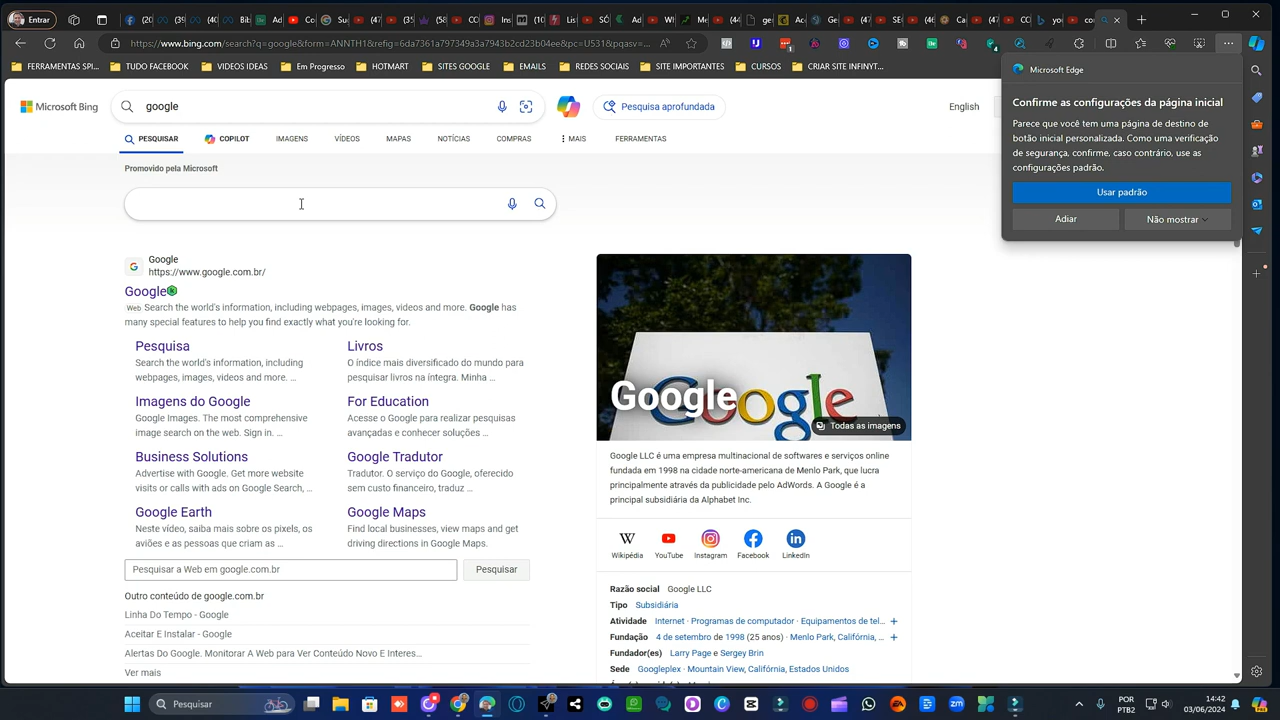 Entrar
https://www.bing.com/search?q=google&form=ANNTH1&refig=6da7361a797349a3a7943b2cd304ee8c&pc=U531&pqlth
FERRAMENTAS SPI...
TUDO FACEBOOK
VIDEOS IDEAS
Em Progresso
HOTMART
SITES GOOGLE
EMAILS
REDES SOCIAIS
SITE IMPORTANTES
CURSOS
CRIAR SITE INFINYT...
Microsoft Bing
google
Pesquisa aprofundada
English
PESQUISAR
COPILOT
IMAGENS
VÍDEOS
MAPAS
NOTÍCIAS
COMPRAS
MAIS
FERRAMENTAS
Microsoft Edge
Confirme as configurações da página inicial
Parece que você tem uma página de destino de
botão inicial personalizada. Como uma verificação
de segurança, confirme, caso contrário, use as
configurações padrão.
Usar padrão
Adiar
Não mostrar
Promovido pela Microsoft
Google
https://www.google.com.br/
Google
Web Search the world's information, including webpages, images, videos and more. Google has
many special features to help you find exactly what you're looking for.
Pesquisa
Search the world's information, including
webpages, images, videos and more. ...
Livros
O índice mais diversificado do mundo para
pesquisar livros na íntegra. Minha ...
Imagens do Google
Google Images. The most comprehensive
image search on the web. Sign in. ...
For Education
Acesse o Google para realizar pesquisas
avançadas e conhecer soluções ...
Business Solutions
Advertise with Google. Get more website
visits or calls with ads on Google Search, ...
Google Tradutor
Tradutor. O serviço do Google, oferecido
sem custo financeiro, traduz ...
Google Earth
Neste vídeo, saiba mais sobre os pixels, os
aviões e as pessoas que criam as ...
Google Maps
Find local businesses, view maps and get
driving directions in Google Maps.
Pesquisar a Web em google.com.br
Pesquisar
Outro conteúdo de google.com.br
Linha Do Tempo - Google
Aceitar E Instalar - Google
Alertas Do Google. Monitorar A Web para Ver Conteúdo Novo E Interes...
Ver mais
Google
Google
Todas as imagens
Google LLC é uma empresa multinacional de softwares e serviços online
fundada em 1998 na cidade norte-americana de Menlo Park, que lucra
principalmente através da publicidade pelo AdWords. A Google é a
principal subsidiária da Alphabet Inc.
Wikipédia
YouTube
Instagram
Facebook
LinkedIn
Razão social Google LLC
Tipo Subsidiária
Atividade Internet · Programas de computador · Equipamentos de tel...
Fundação 4 de setembro de 1998 (25 anos) · Menlo Park, Califórnia, ...
Fundador(es) Larry Page e Sergey Brin
Sede Googleplex · Mountain View, Califórnia, Estados Unidos
Pesquisar
POR
PTB2
14:42
03/06/2024